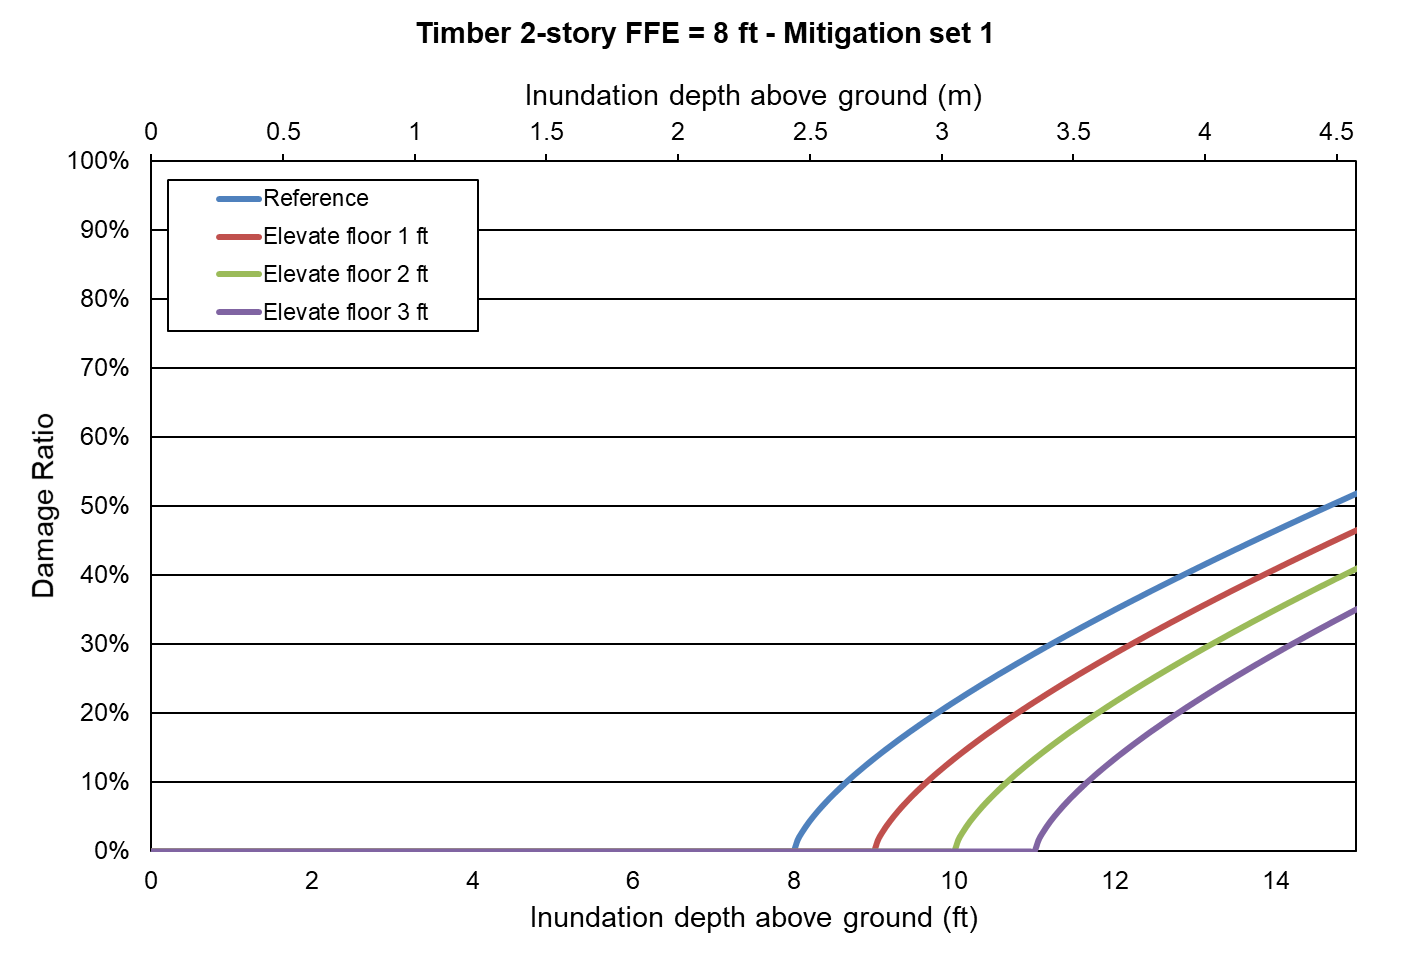 Timber 2-story FFE = 8 ft - Mitigation set 1
Inundation depth above ground (m)
0 0.5 1 1.5 2 2.5 3 3.5 4 4.5
100%
90%
80%
70%
60%
50%
40%
30%
20%
10%
0%
Damage Ratio
Reference
Elevate floor 1 ft
Elevate floor 2 ft
Elevate floor 3 ft
0 2 4 6 8 10 12 14
Inundation depth above ground (ft)